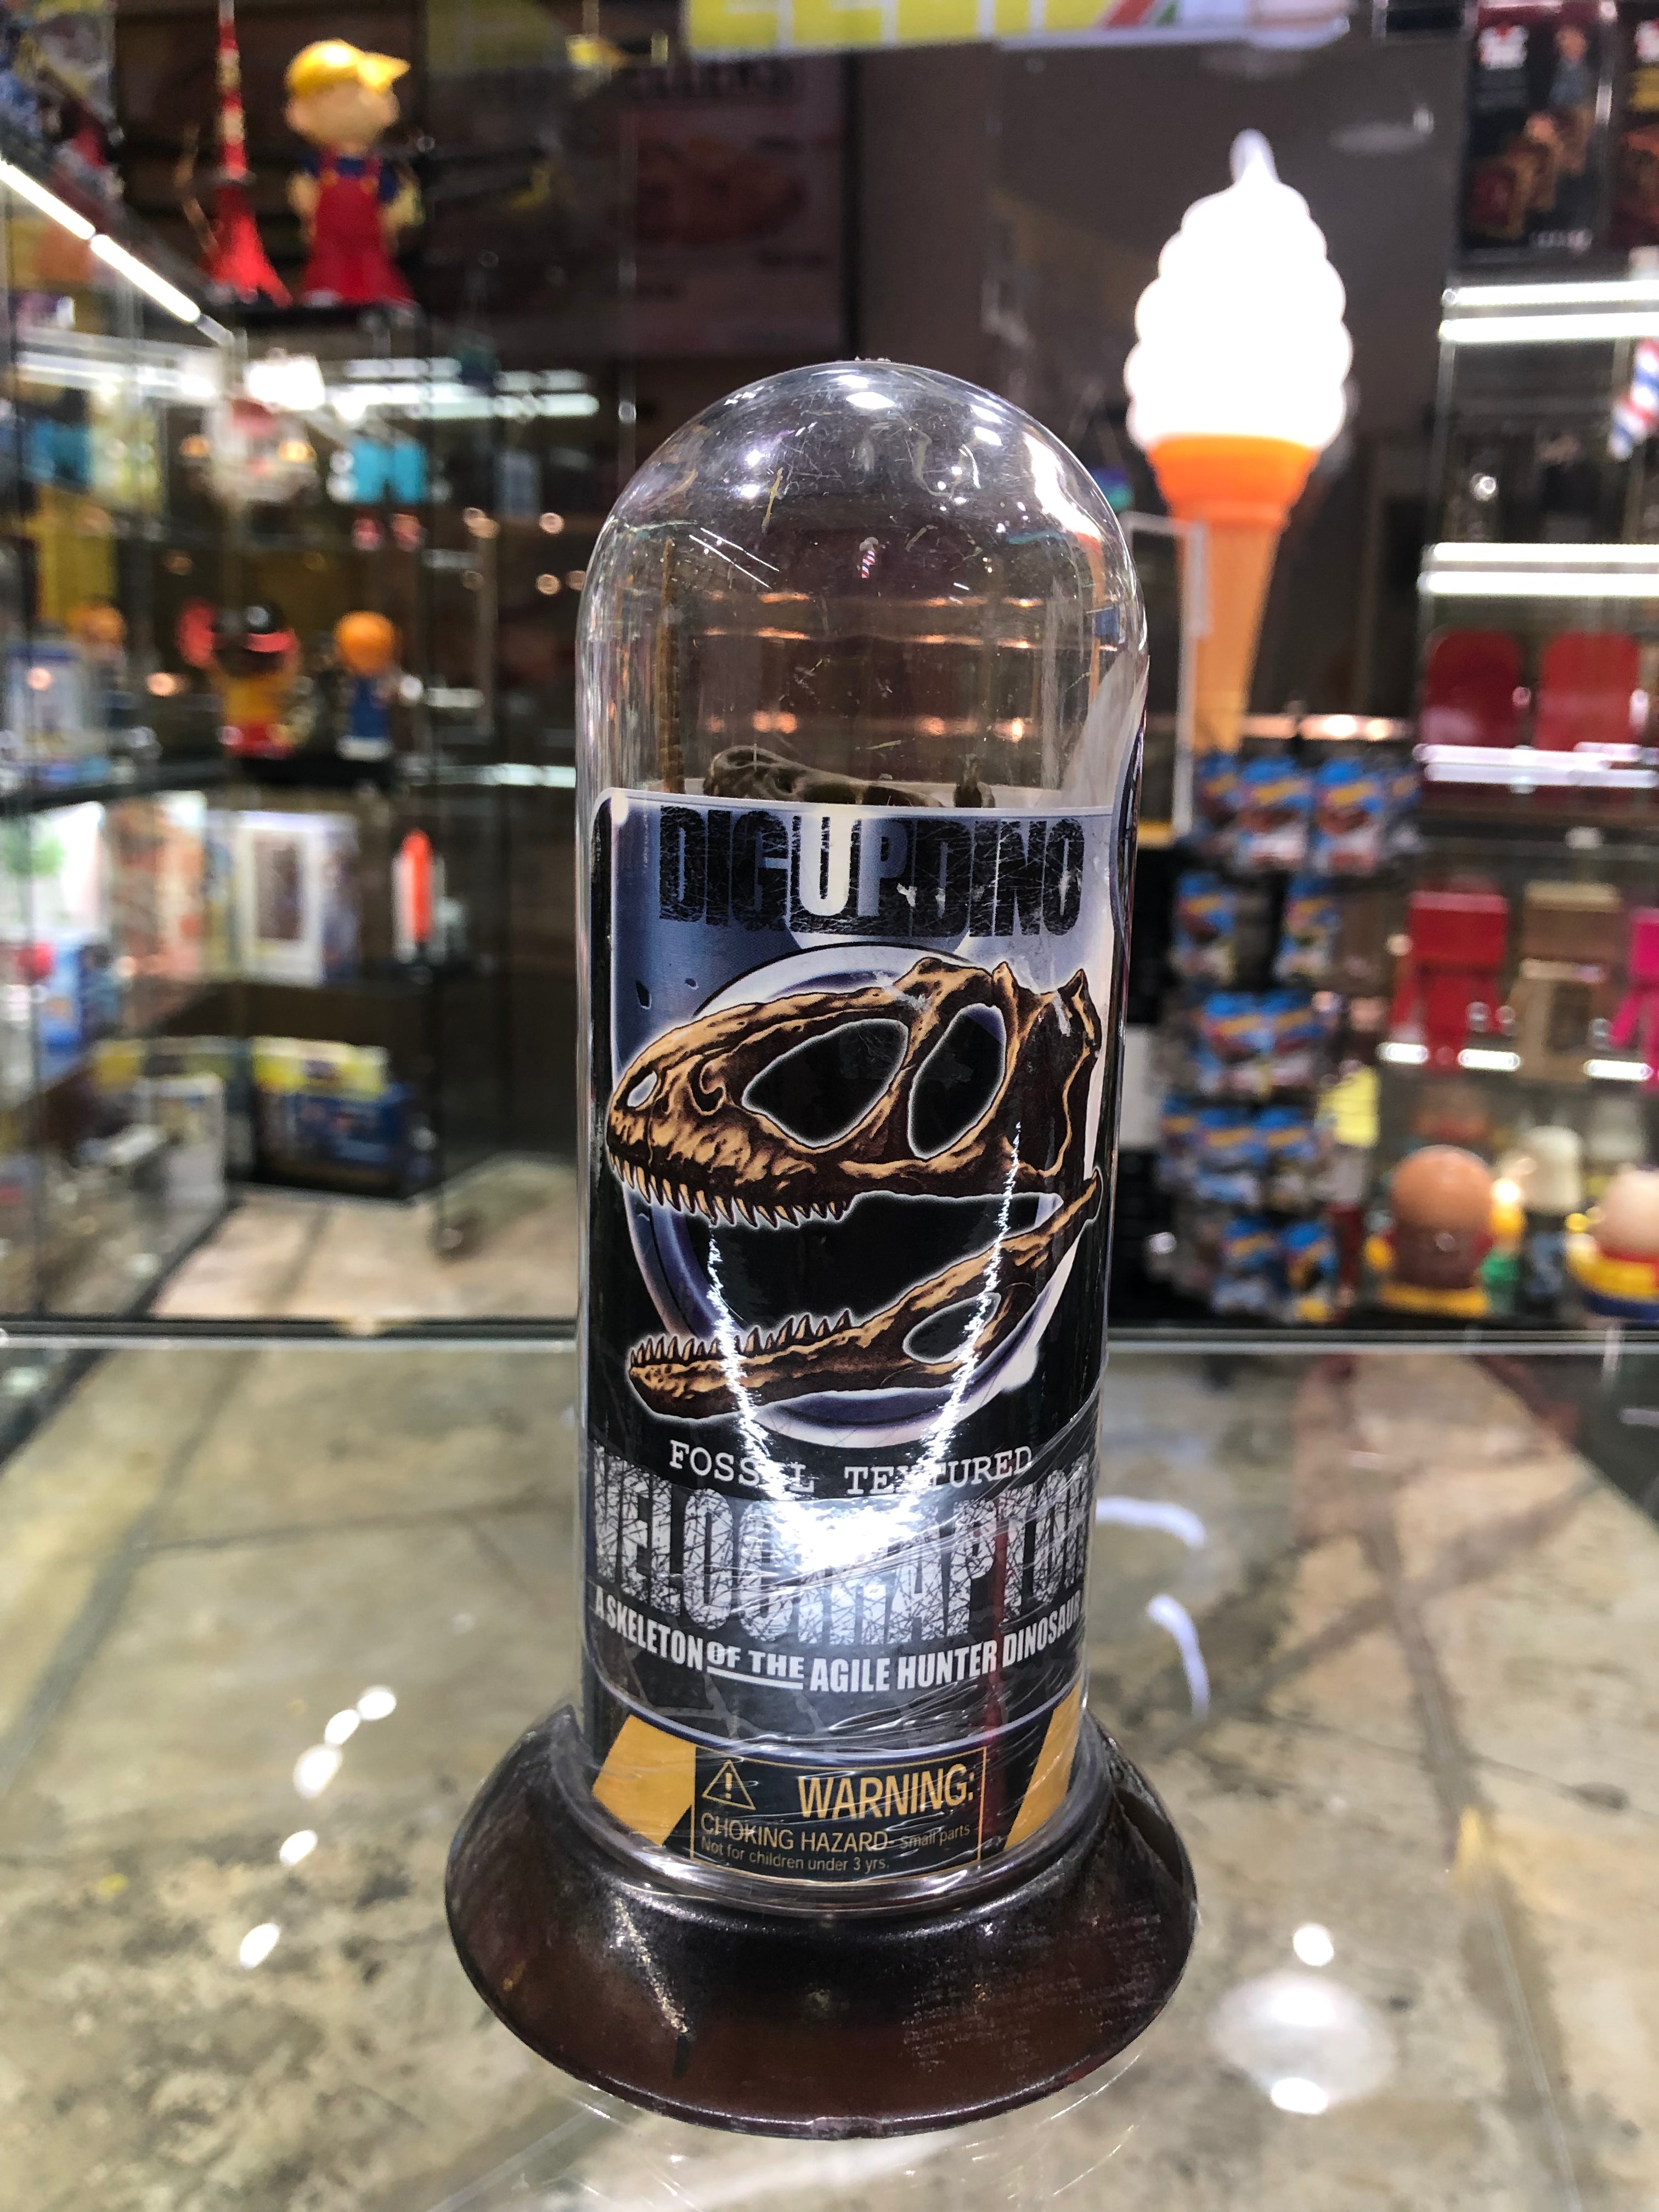 DIGUPDINO
FOSSIL TEXTURED
VELOCIRAPTOR
A SKELETON OF THE AGILE HUNTER DINOSAUR
WARNING:
CHOKING HAZARD- Small parts
Not for children under 3 yrs.